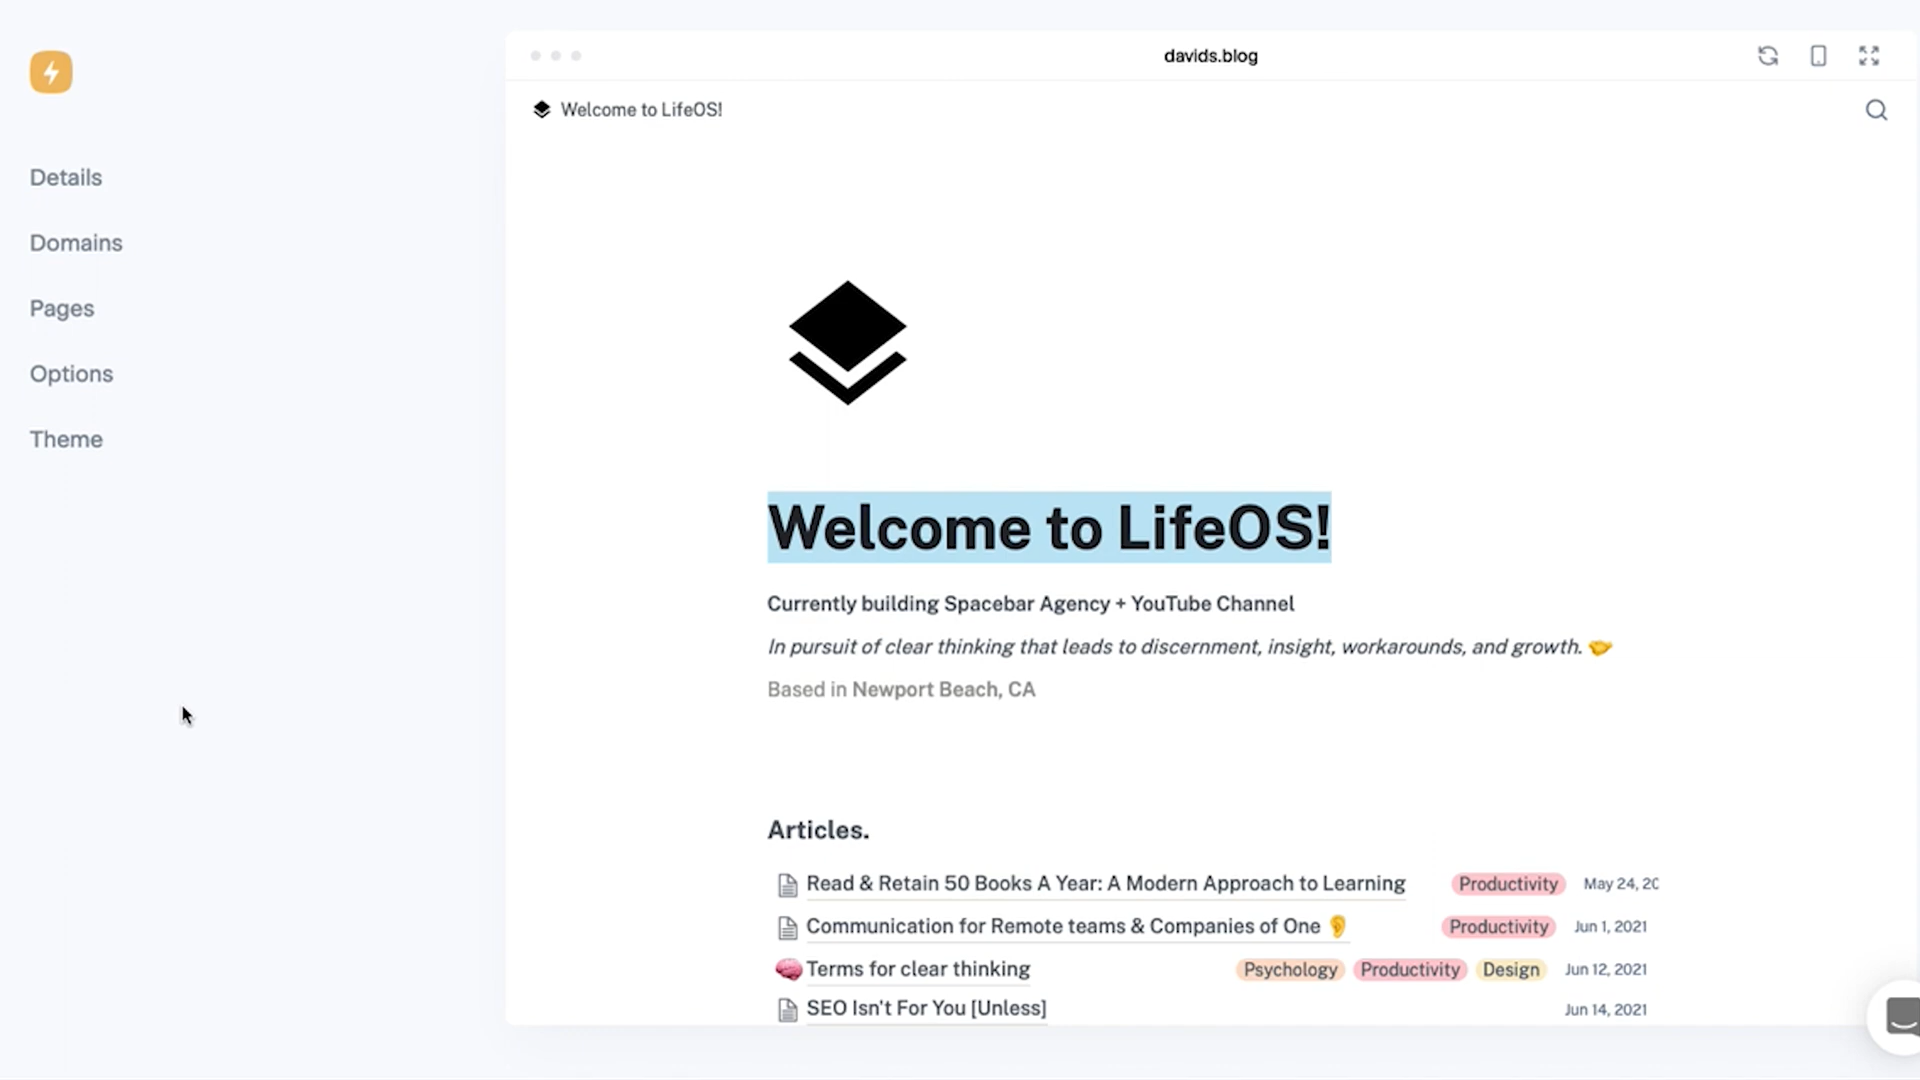 davids.blog
Welcome to LifeOS!
Details
Domains
Pages
Options
Theme
Welcome to LifeOS!
Currently building Spacebar Agency + YouTube Channel
In pursuit of clear thinking that leads to discernment, insight, workarounds, and growth. 🤝
Based in Newport Beach, CA
Articles.
Read & Retain 50 Books A Year: A Modern Approach to Learning Productivity May 24, 20
Communication for Remote teams & Companies of One 👂 Productivity Jun 1, 2021
🧠 Terms for clear thinking Psychology Productivity Design Jun 12, 2021
SEO Isn't For You [Unless] Jun 14, 2021